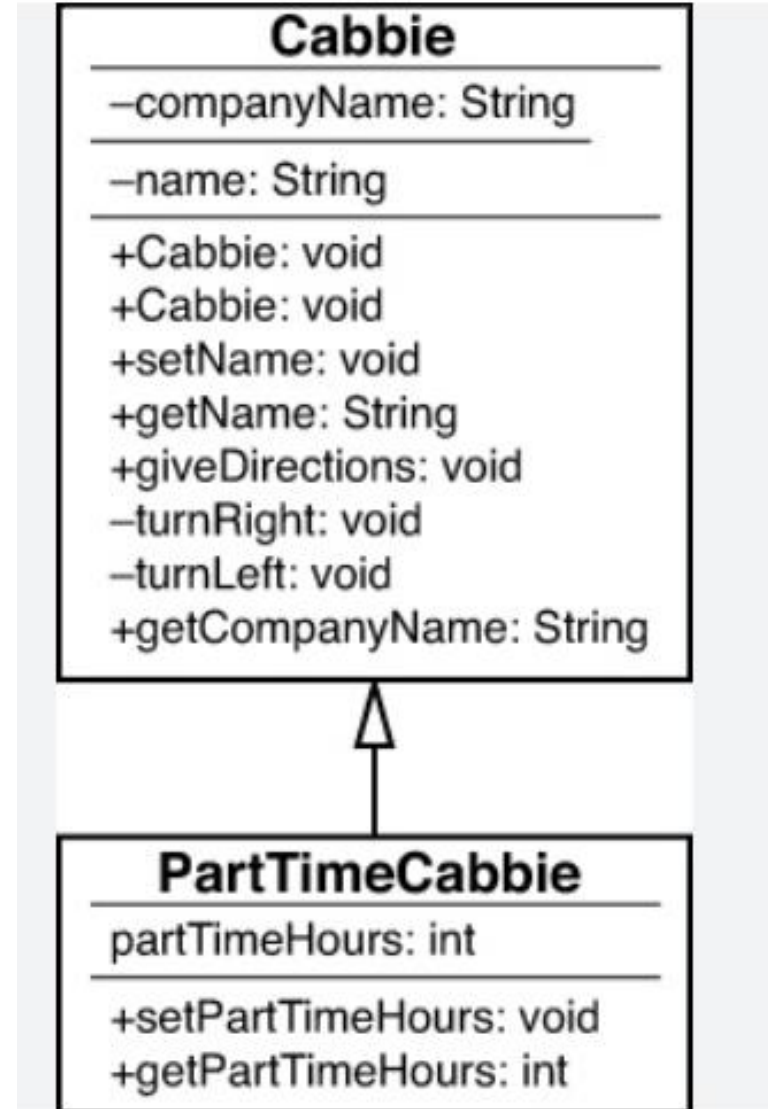 Cabbie
–companyName: String
–name: String
+Cabbie: void
+Cabbie: void
+setName: void
+getName: String
+giveDirections: void
–turnRight: void
–turnLeft: void
+getCompanyName: String
PartTimeCabbie
partTimeHours: int
+setPartTimeHours: void
+getPartTimeHours: int